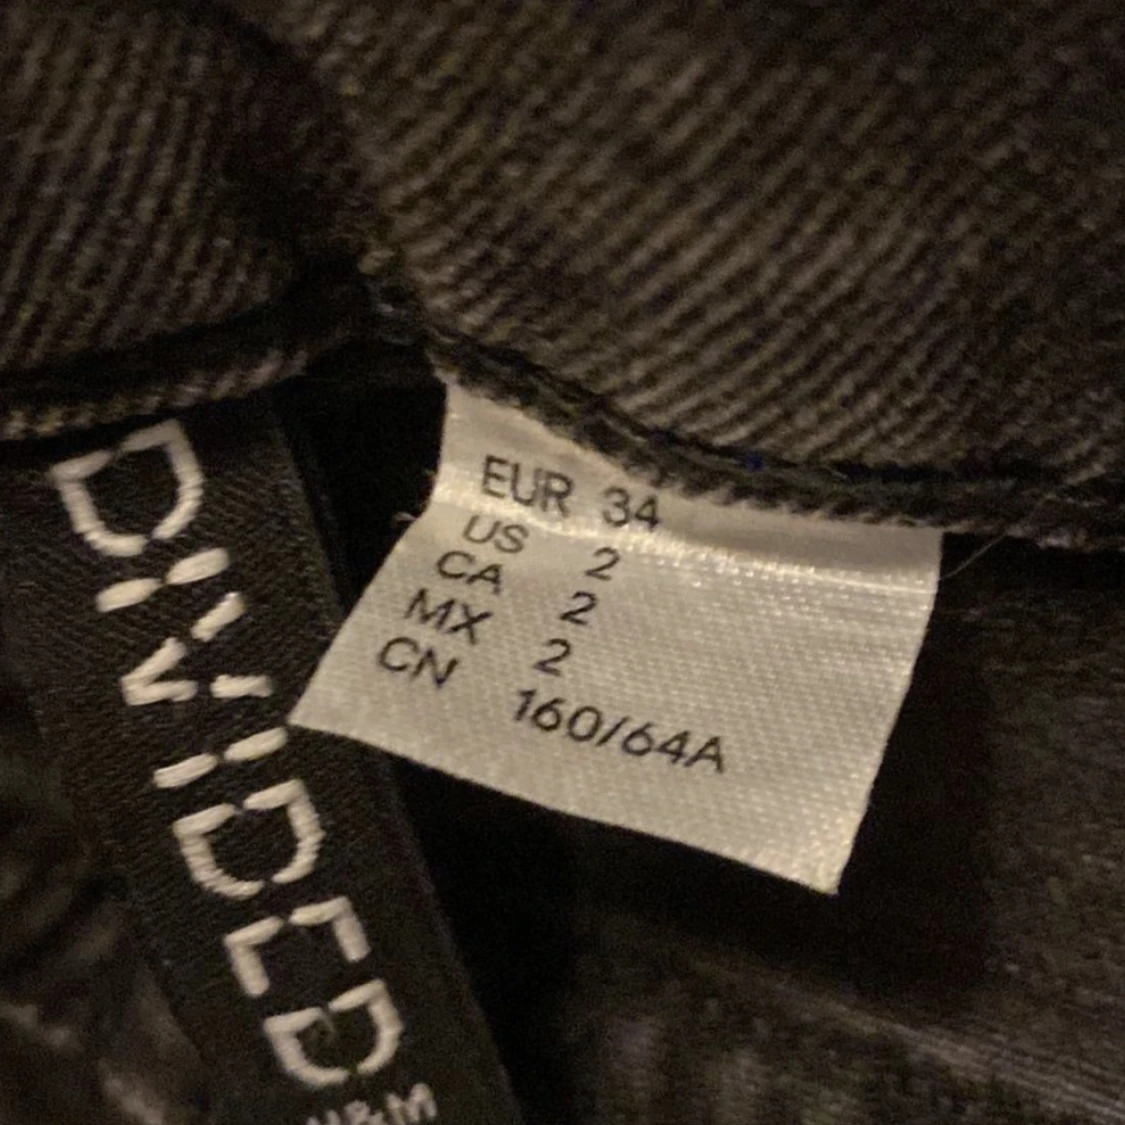 DIVIDED
H&M
EUR 34
US 2
CA 2
MX 2
CN 160/64A